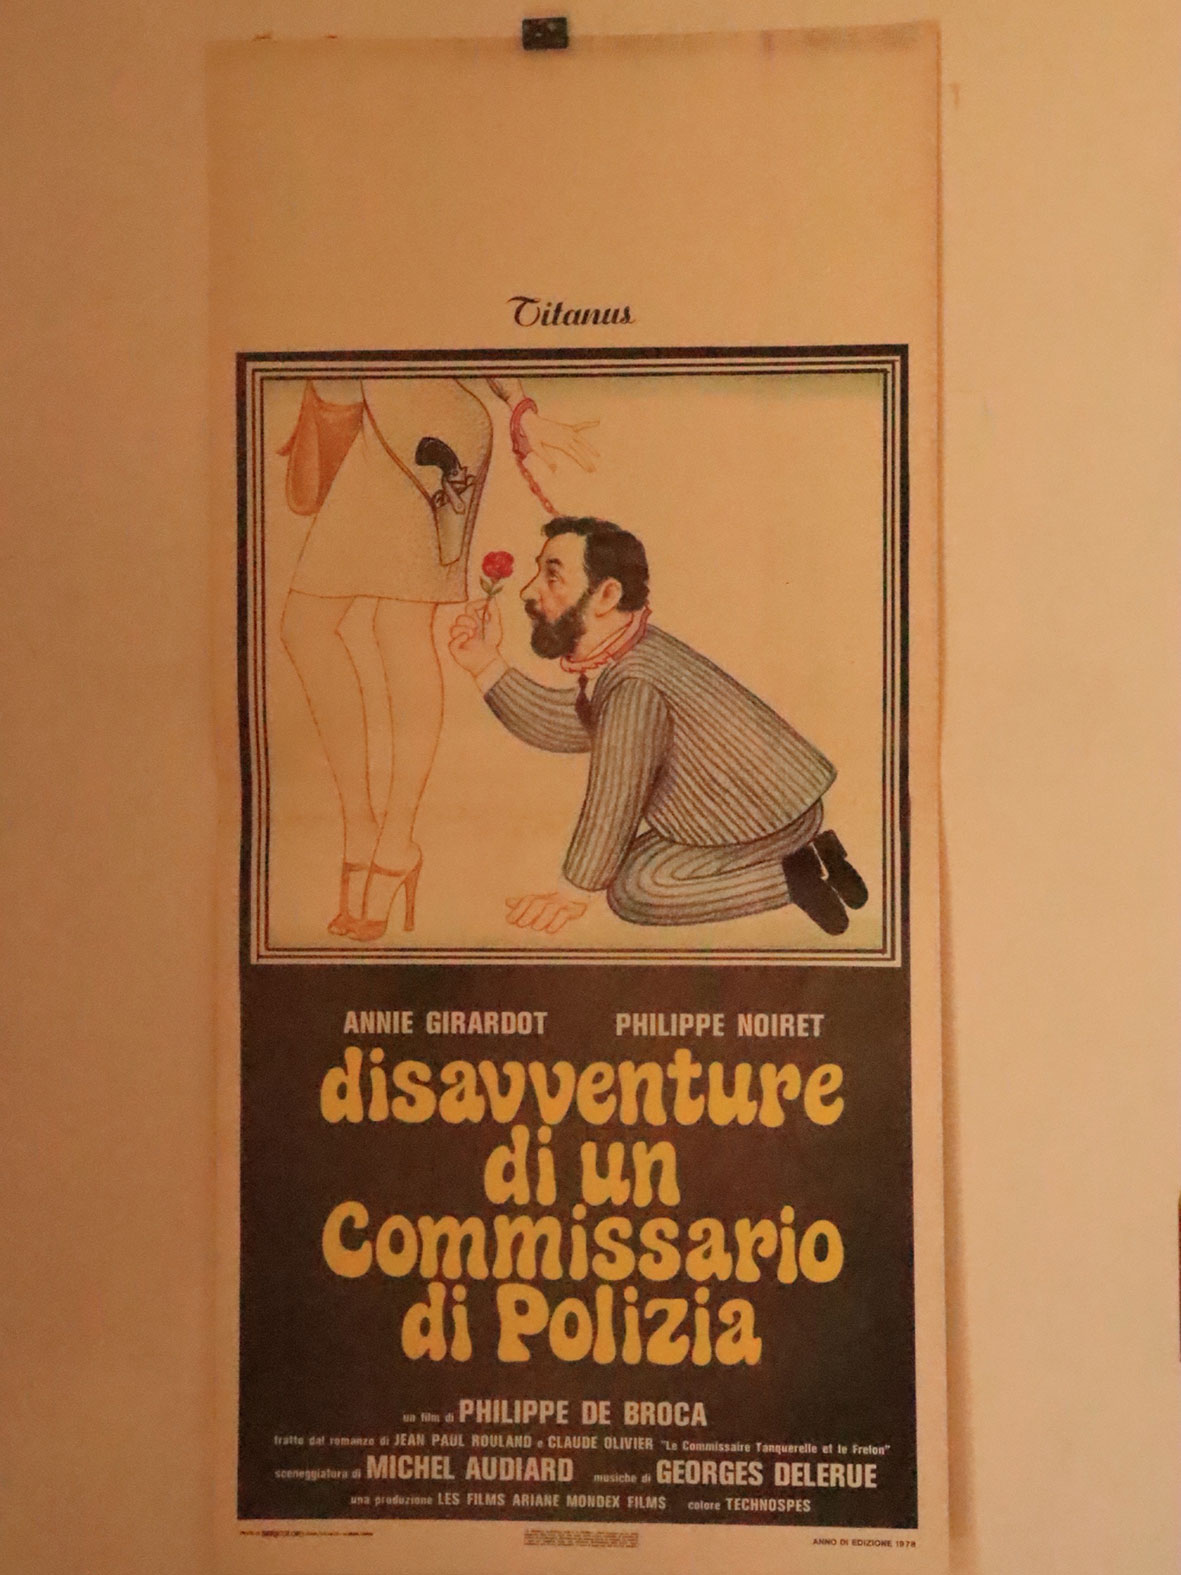 Titanus
ANNIE GIRARDOT PHILIPPE NOIRET
disavventure
di un
Commissario
di Polizia
un film di PHILIPPE DE BROCA
tratto dal romanzo di JEAN PAUL ROULAND e CLAUDE OLIVIER "Le Commissaire Tanquerelle et le Frelon"
sceneggiatura di MICHEL AUDIARD musiche di GEORGES DELERUE
una produzione LES FILMS ARIANE MONDEX FILMS colore TECHNOSPES
ANNO DI EDIZIONE 1978